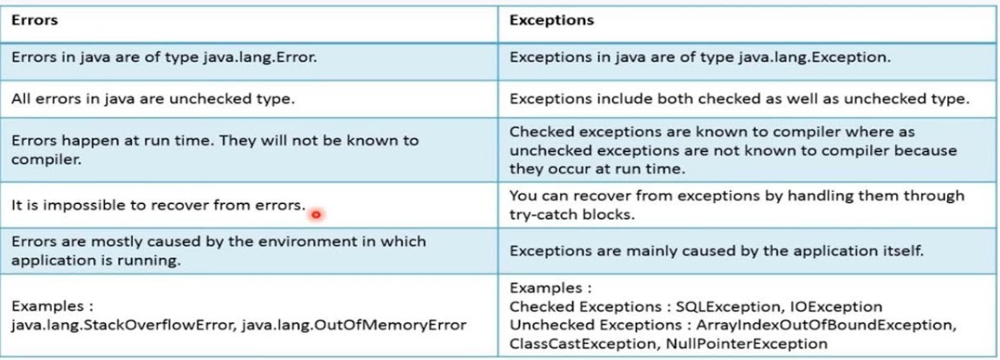 Errors
Exceptions
Errors in java are of type java.lang.Error.
Exceptions in java are of type java.lang.Exception.
All errors in java are unchecked type.
Exceptions include both checked as well as unchecked type.
Errors happen at run time. They will not be known to
compiler.
Checked exceptions are known to compiler where as
unchecked exceptions are not known to compiler because
they occur at run time.
It is impossible to recover from errors.
You can recover from exceptions by handling them through
try-catch blocks.
Errors are mostly caused by the environment in which
application is running.
Exceptions are mainly caused by the application itself.
Examples :
java.lang.StackOverflowError, java.lang.OutOfMemoryError
Examples :
Checked Exceptions : SQLException, IOException
Unchecked Exceptions : ArrayIndexOutOfBoundException,
ClassCastException, NullPointerException